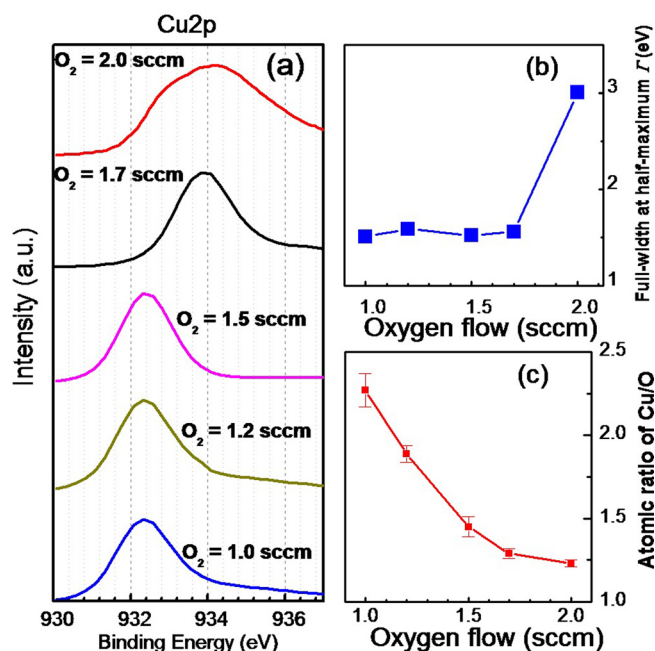 Cu2p
(a)
O2 = 2.0 sccm
O2 = 1.7 sccm
O2 = 1.5 sccm
O2 = 1.2 sccm
O2 = 1.0 sccm
Intensity (a.u.)
930 932 934 936
Binding Energy (eV)
(b)
3
2
1
Full-width at half-maximum Γ (eV)
1.0 1.5 2.0
Oxygen flow (sccm)
(c)
2.5
2.0
1.5
1.0
Atomic ratio of Cu/O
1.0 1.5 2.0
Oxygen flow (sccm)